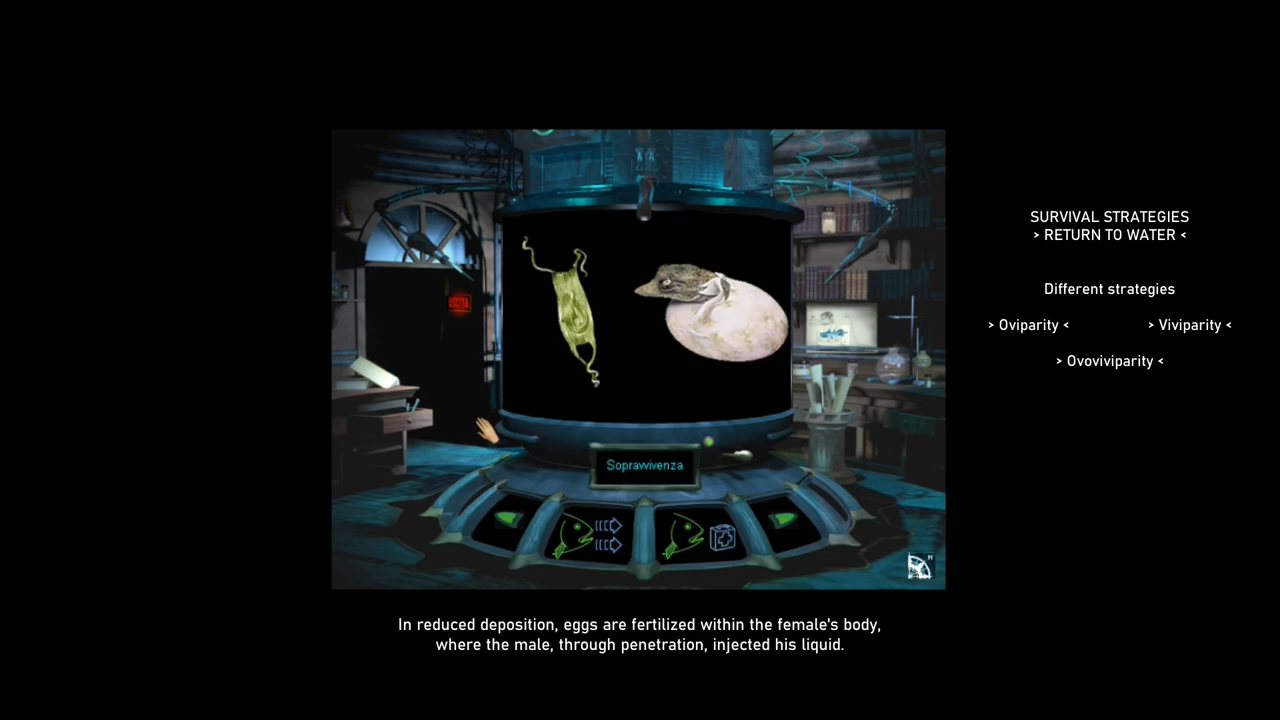 SURVIVAL STRATEGIES
> RETURN TO WATER <
Different strategies
> Oviparity < > Viviparity <
> Ovoviviparity <
USCITA
Sopravvivenza
N
In reduced deposition, eggs are fertilized within the female's body,
where the male, through penetration, injected his liquid.